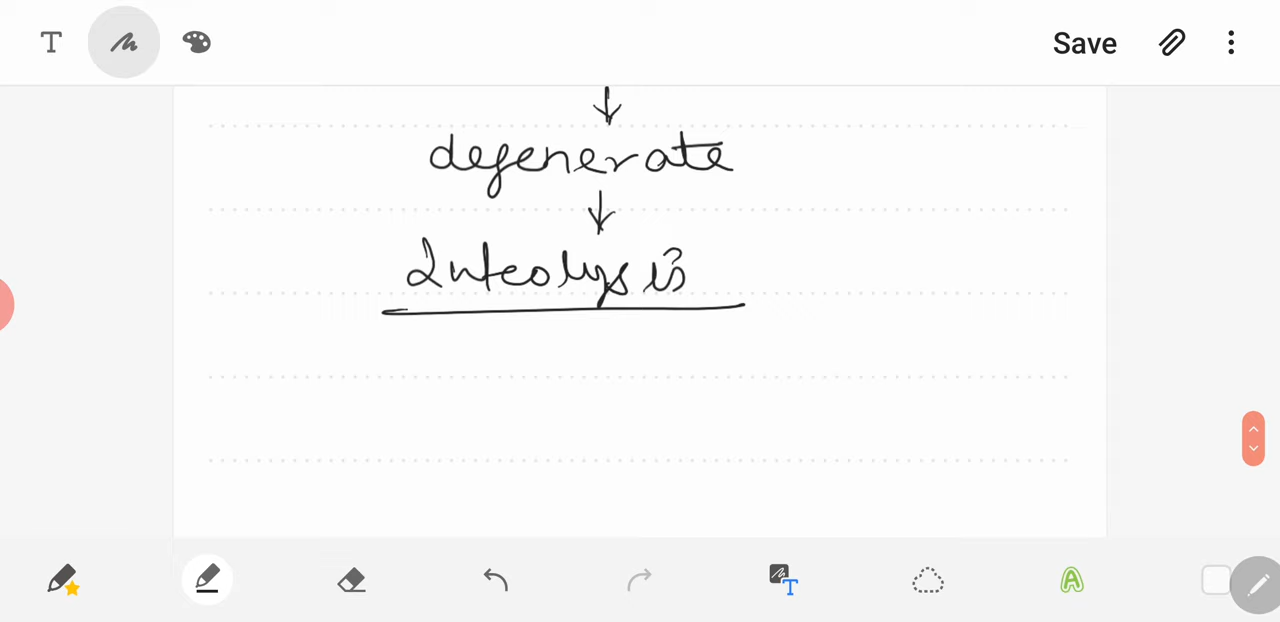 T
Save
↓
degenerate
↓
luteolysis
T
A